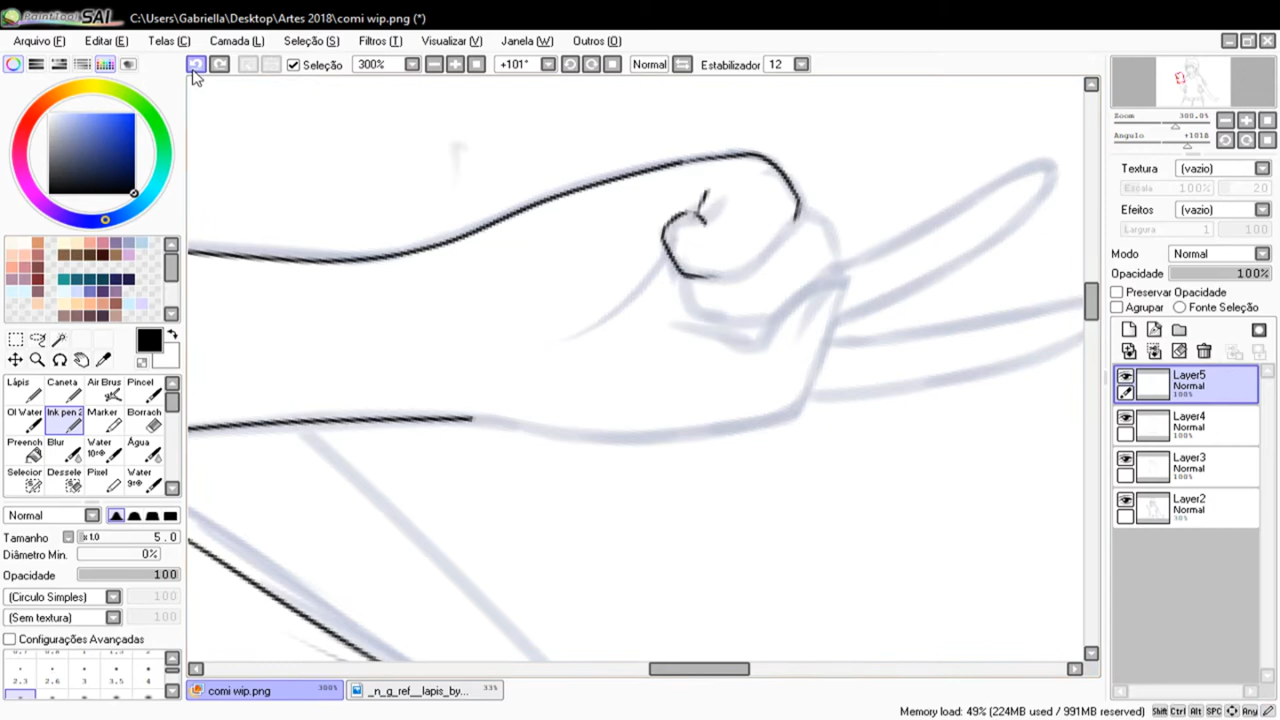 PaintTool SAI C:\Users\Gabriella\Desktop\Artes 2018\comi wip.png (*)
Arquivo (F) Editar (E) Telas (C) Camada (L) Seleção (S) Filtros (T) Visualizar (V) Janela (W) Outros (O)
Seleção 300% +101° Normal Estabilizador 12
Zoom 300.0%
Angulo +101θ
Textura (vazio)
Escala 100% 20
Efeitos (vazio)
Largura 1 100
Modo Normal
Opacidade 100%
Preservar Opacidade
Agrupar Fonte Seleção
Layer5
Normal
100%
Layer4
Normal
100%
Layer3
Normal
100%
Layer2
Normal
30%
Lápis Caneta Air Brus Pincel
Ol Water Ink pen 2 Marker Borrach
Preench Blur Water Água
Selecior Dessele Pixel Water
Normal
Tamanho x1.0 5.0
Diâmetro Min. 0%
Opacidade 100
(Circulo Simples) 100
(Sem textura) 100
Configurações Avançadas
2.3 2.6 3 3.5 4
comi wip.png 300% _n_g_ref__lapis_by... 33%
Memory load: 49% (224MB used / 991MB reserved) Shift Ctrl Alt SPC Any